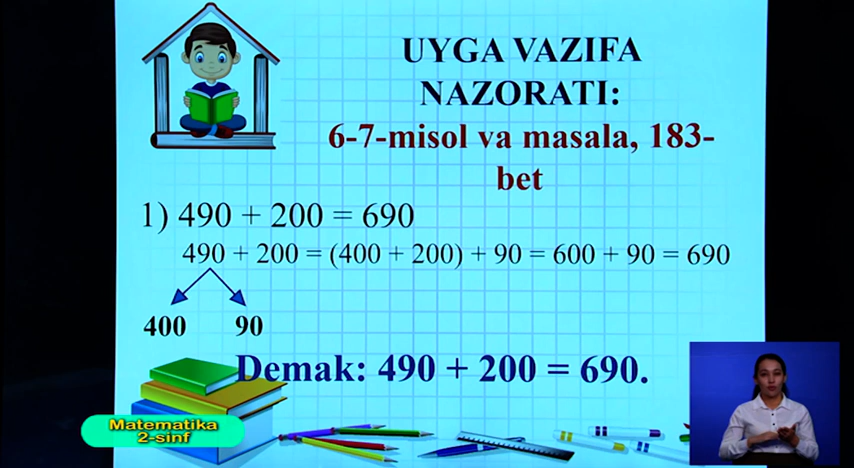 UYGA VAZIFA
NAZORATI:
6-7-misol va masala, 183-
bet
1) 490 + 200 = 690
490 + 200 = (400 + 200) + 90 = 600 + 90 = 690
400 90
Demak: 490 + 200 = 690.
Matematika
2-sinf